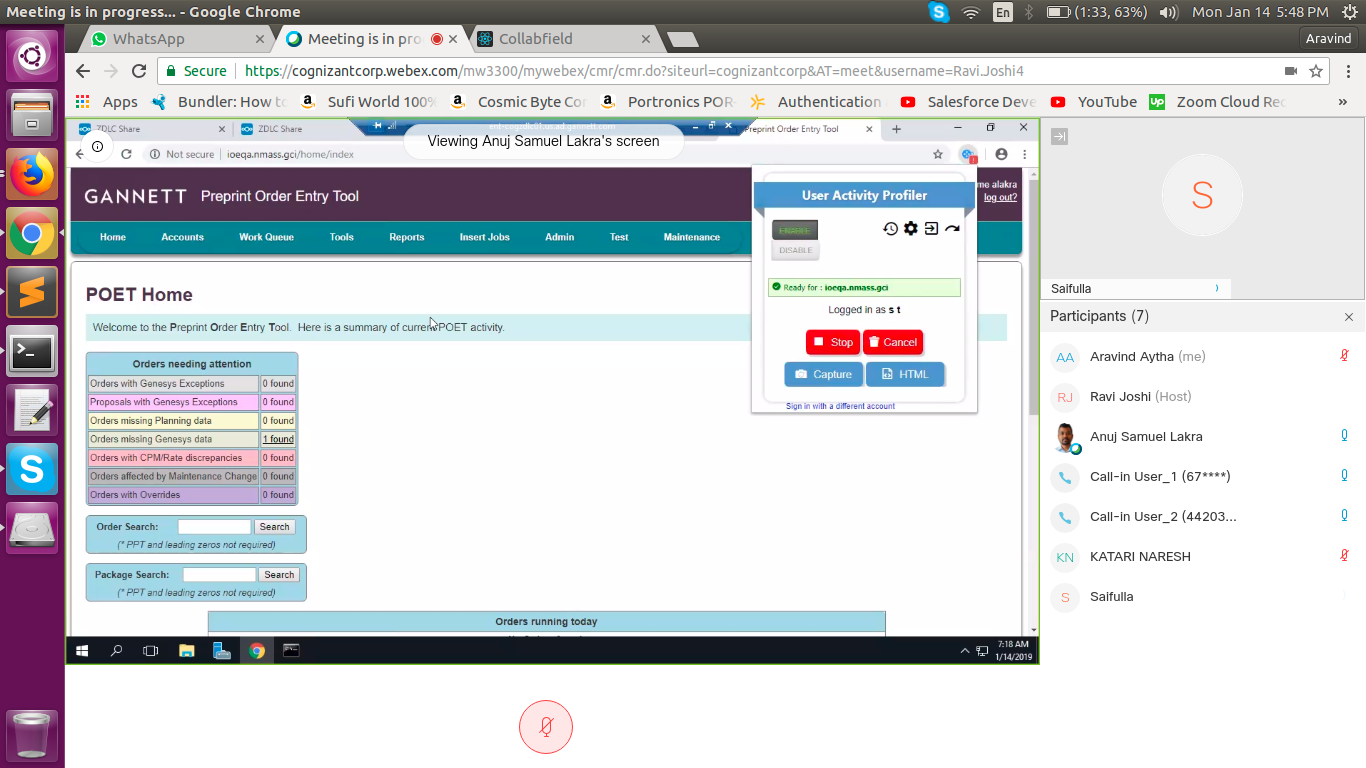 Meeting is in progress... - Google Chrome
En
(1:33, 63%)
Mon Jan 14 5:48 PM
Aravind
WhatsApp
Meeting is in pro
Collabfield
Secure
https://cognizantcorp.webex.com/mw3300/mywebex/cmr/cmr.do?siteurl=cognizantcorp&AT=meet&username=Ravi.Joshi4
Apps
Bundler: How to
Sufi World 100%
Cosmic Byte Co
Portronics POR-
Authentication
Salesforce Deve
YouTube
Up
Zoom Cloud Rec
»
ZDLC Share
ZDLC Share
Preprint Order Entry Tool
Viewing Anuj Samuel Lakra's screen
Not secure
ioeqa.nmass.gci/home/index
GANNETT
Preprint Order Entry Tool
me alakra
log out?
Home
Accounts
Work Queue
Tools
Reports
Insert Jobs
Admin
Test
Maintenance
User Activity Profiler
ENABLE
DISABLE
Ready for : ioeqa.nmass.gci
Logged in as s t
Stop
Cancel
Capture
HTML
Sign in with a different account
POET Home
Welcome to the Preprint Order Entry Tool. Here is a summary of current POET activity.
Orders needing attention
Orders with Genesys Exceptions 0 found
Proposals with Genesys Exceptions 0 found
Orders missing Planning data 0 found
Orders missing Genesys data 1 found
Orders with CPM/Rate discrepancies 0 found
Orders affected by Maintenance Change 0 found
Orders with Overrides 0 found
Order Search: Search
(* PPT and leading zeros not required)
Package Search: Search
(* PPT and leading zeros not required)
Orders running today
7:18 AM
1/14/2019
S
Saifulla
Participants (7)
AA Aravind Aytha (me)
RJ Ravi Joshi (Host)
Anuj Samuel Lakra
Call-in User_1 (67****)
Call-in User_2 (44203...
KN KATARI NARESH
S Saifulla